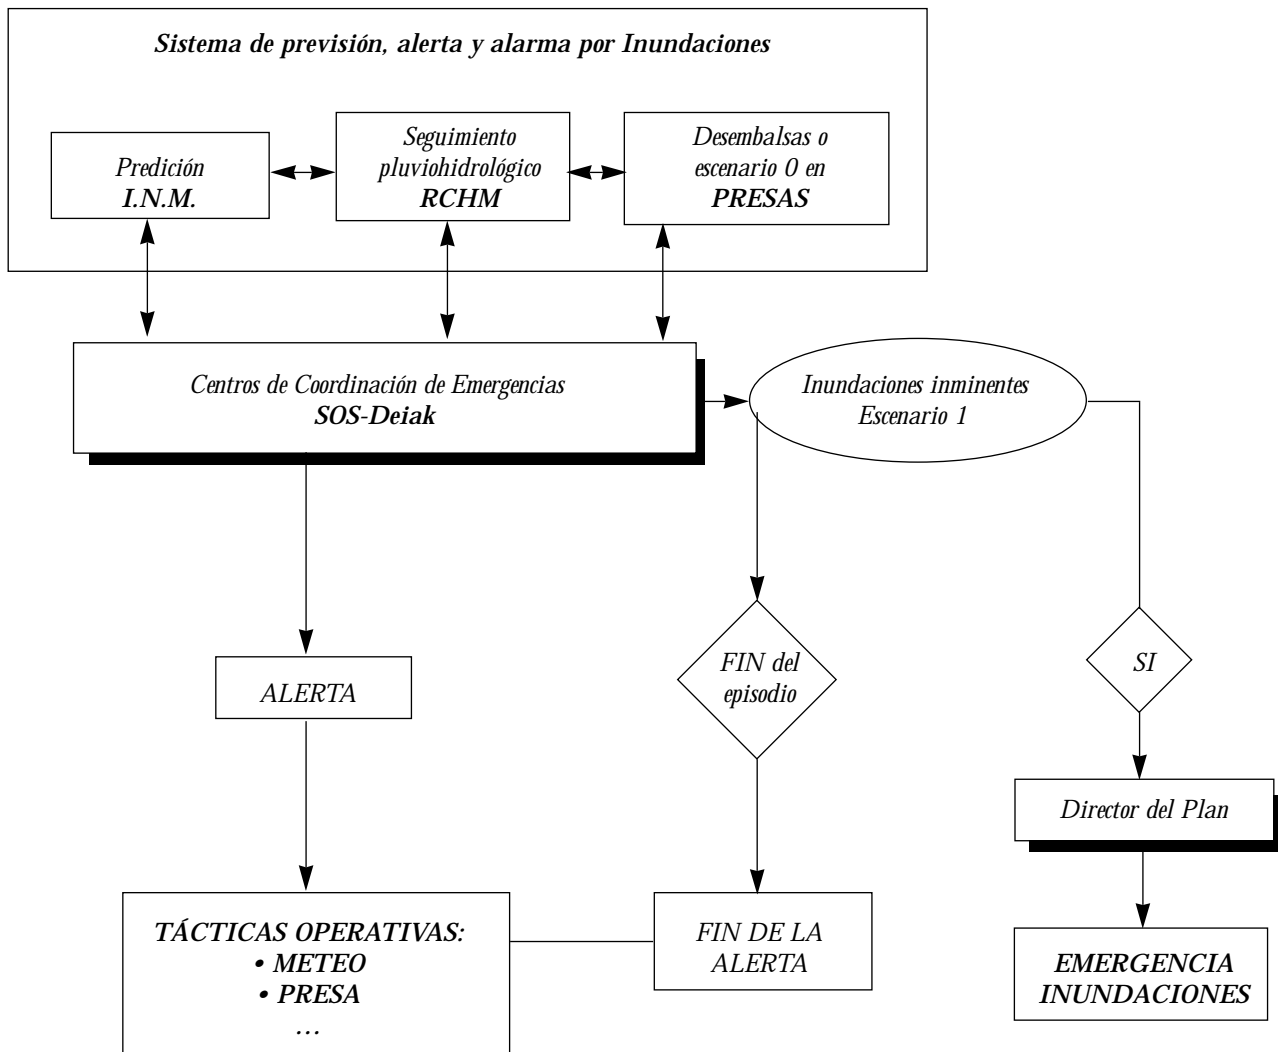 Sistema de previsión, alerta y alarma por Inundaciones
Predición
I.N.M.
Seguimiento
pluviohidrológico
RCHM
Desembalsas o
escenario 0 en
PRESAS
Centros de Coordinación de Emergencias
SOS-Deiak
Inundaciones inminentes
Escenario 1
ALERTA
FIN del
episodio
SI
Director del Plan
TÁCTICAS OPERATIVAS:
• METEO
• PRESA
...
FIN DE LA
ALERTA
EMERGENCIA
INUNDACIONES